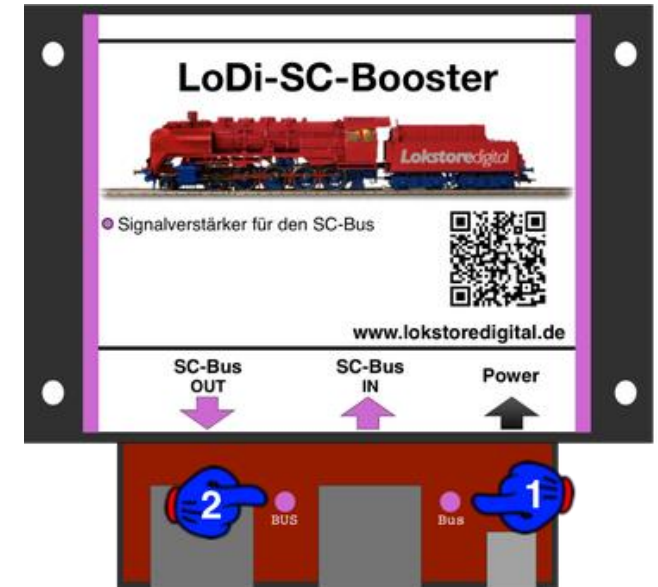 LoDi-SC-Booster
Lokstoredigital
Signalverstärker für den SC-Bus
www.lokstoredigital.de
SC-Bus
OUT
SC-Bus
IN
Power
2
BUS
Bus
1